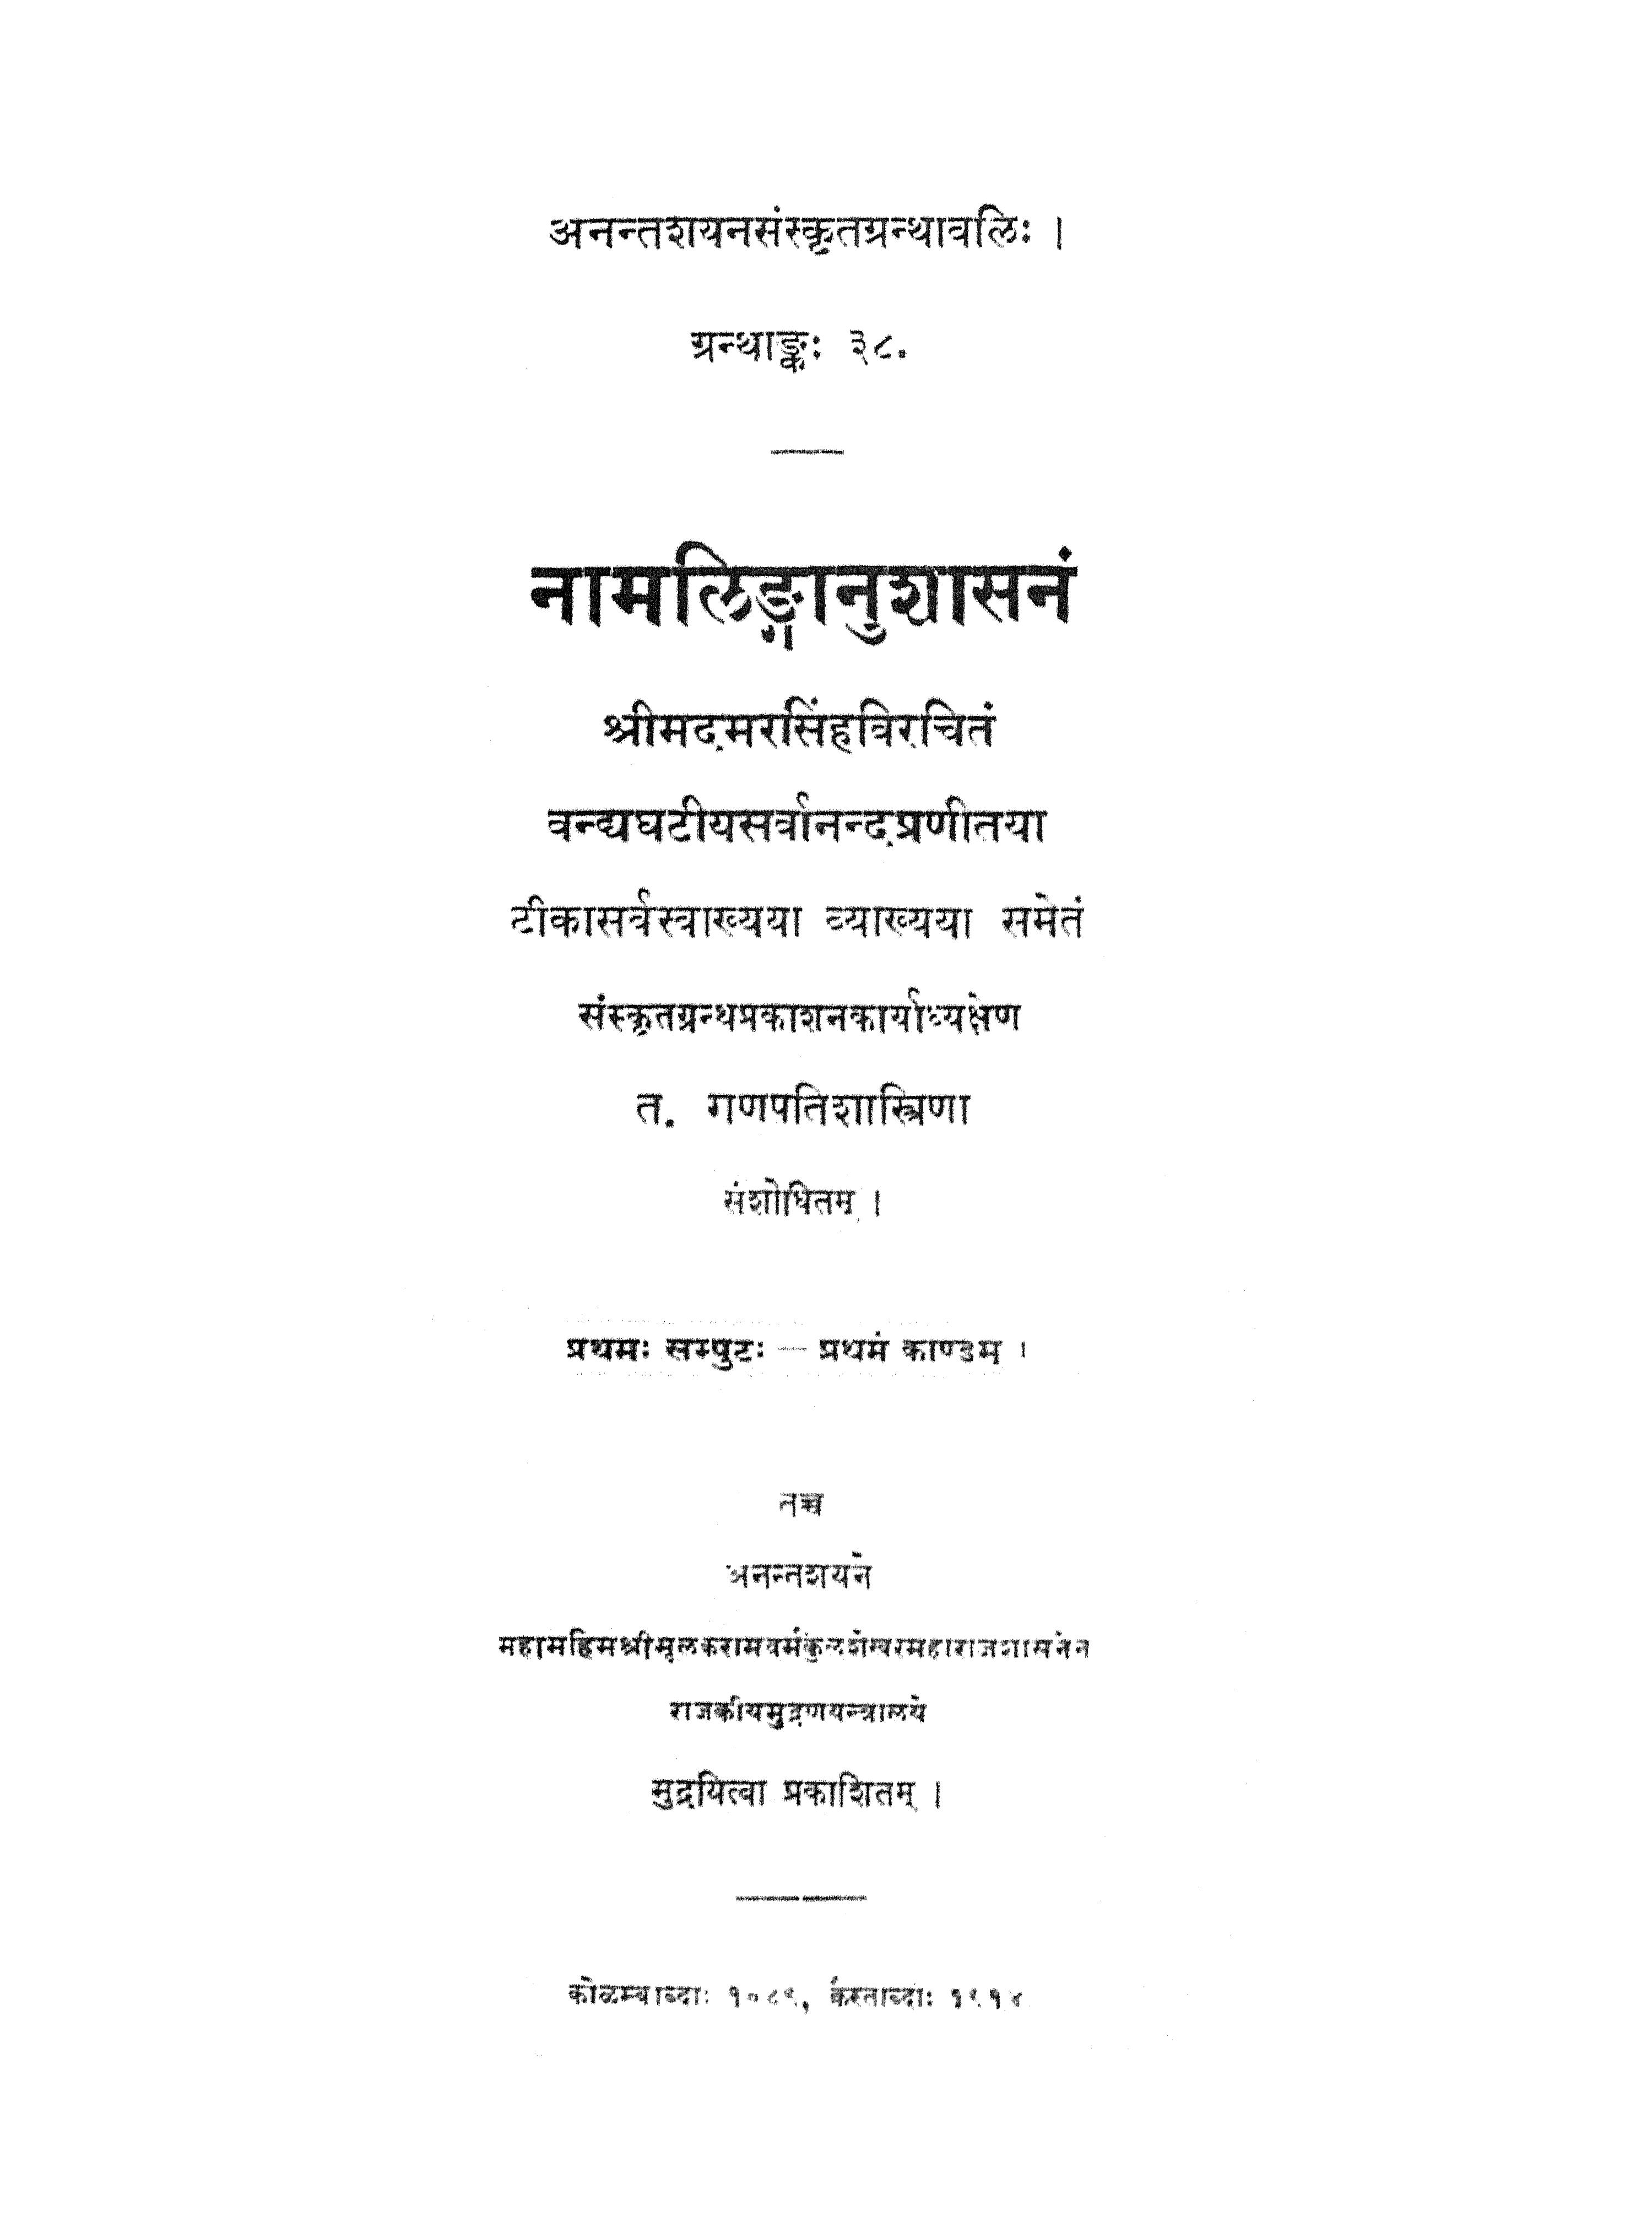 अनन्तशयनसंस्कृतग्रन्थावलिः ।
ग्रन्थाङ्कः ३८.
नामलिङ्गानुशासनं
श्रीमदमरसिंहविरचितं
वन्द्यघटीयसर्वानन्दप्रणीतया
टीकासर्वस्वाख्यया व्याख्यया समेतं
संस्कृतग्रन्थप्रकाशनकार्याध्यक्षेण
त. गणपतिशास्त्रिणा
संशोधितम् ।
प्रथमः सम्पुटः — प्रथमं काण्डम् ।
तच्च
अनन्तशयने
महामहिमश्रीमूलकरामवर्मकुलशेखरमहाराजशासनेन
राजकीयमुद्रणयन्त्रालये
मुद्रयित्वा प्रकाशितम् ।
कोळम्बाब्दाः १०८९, क्रैस्ताब्दाः १९१४